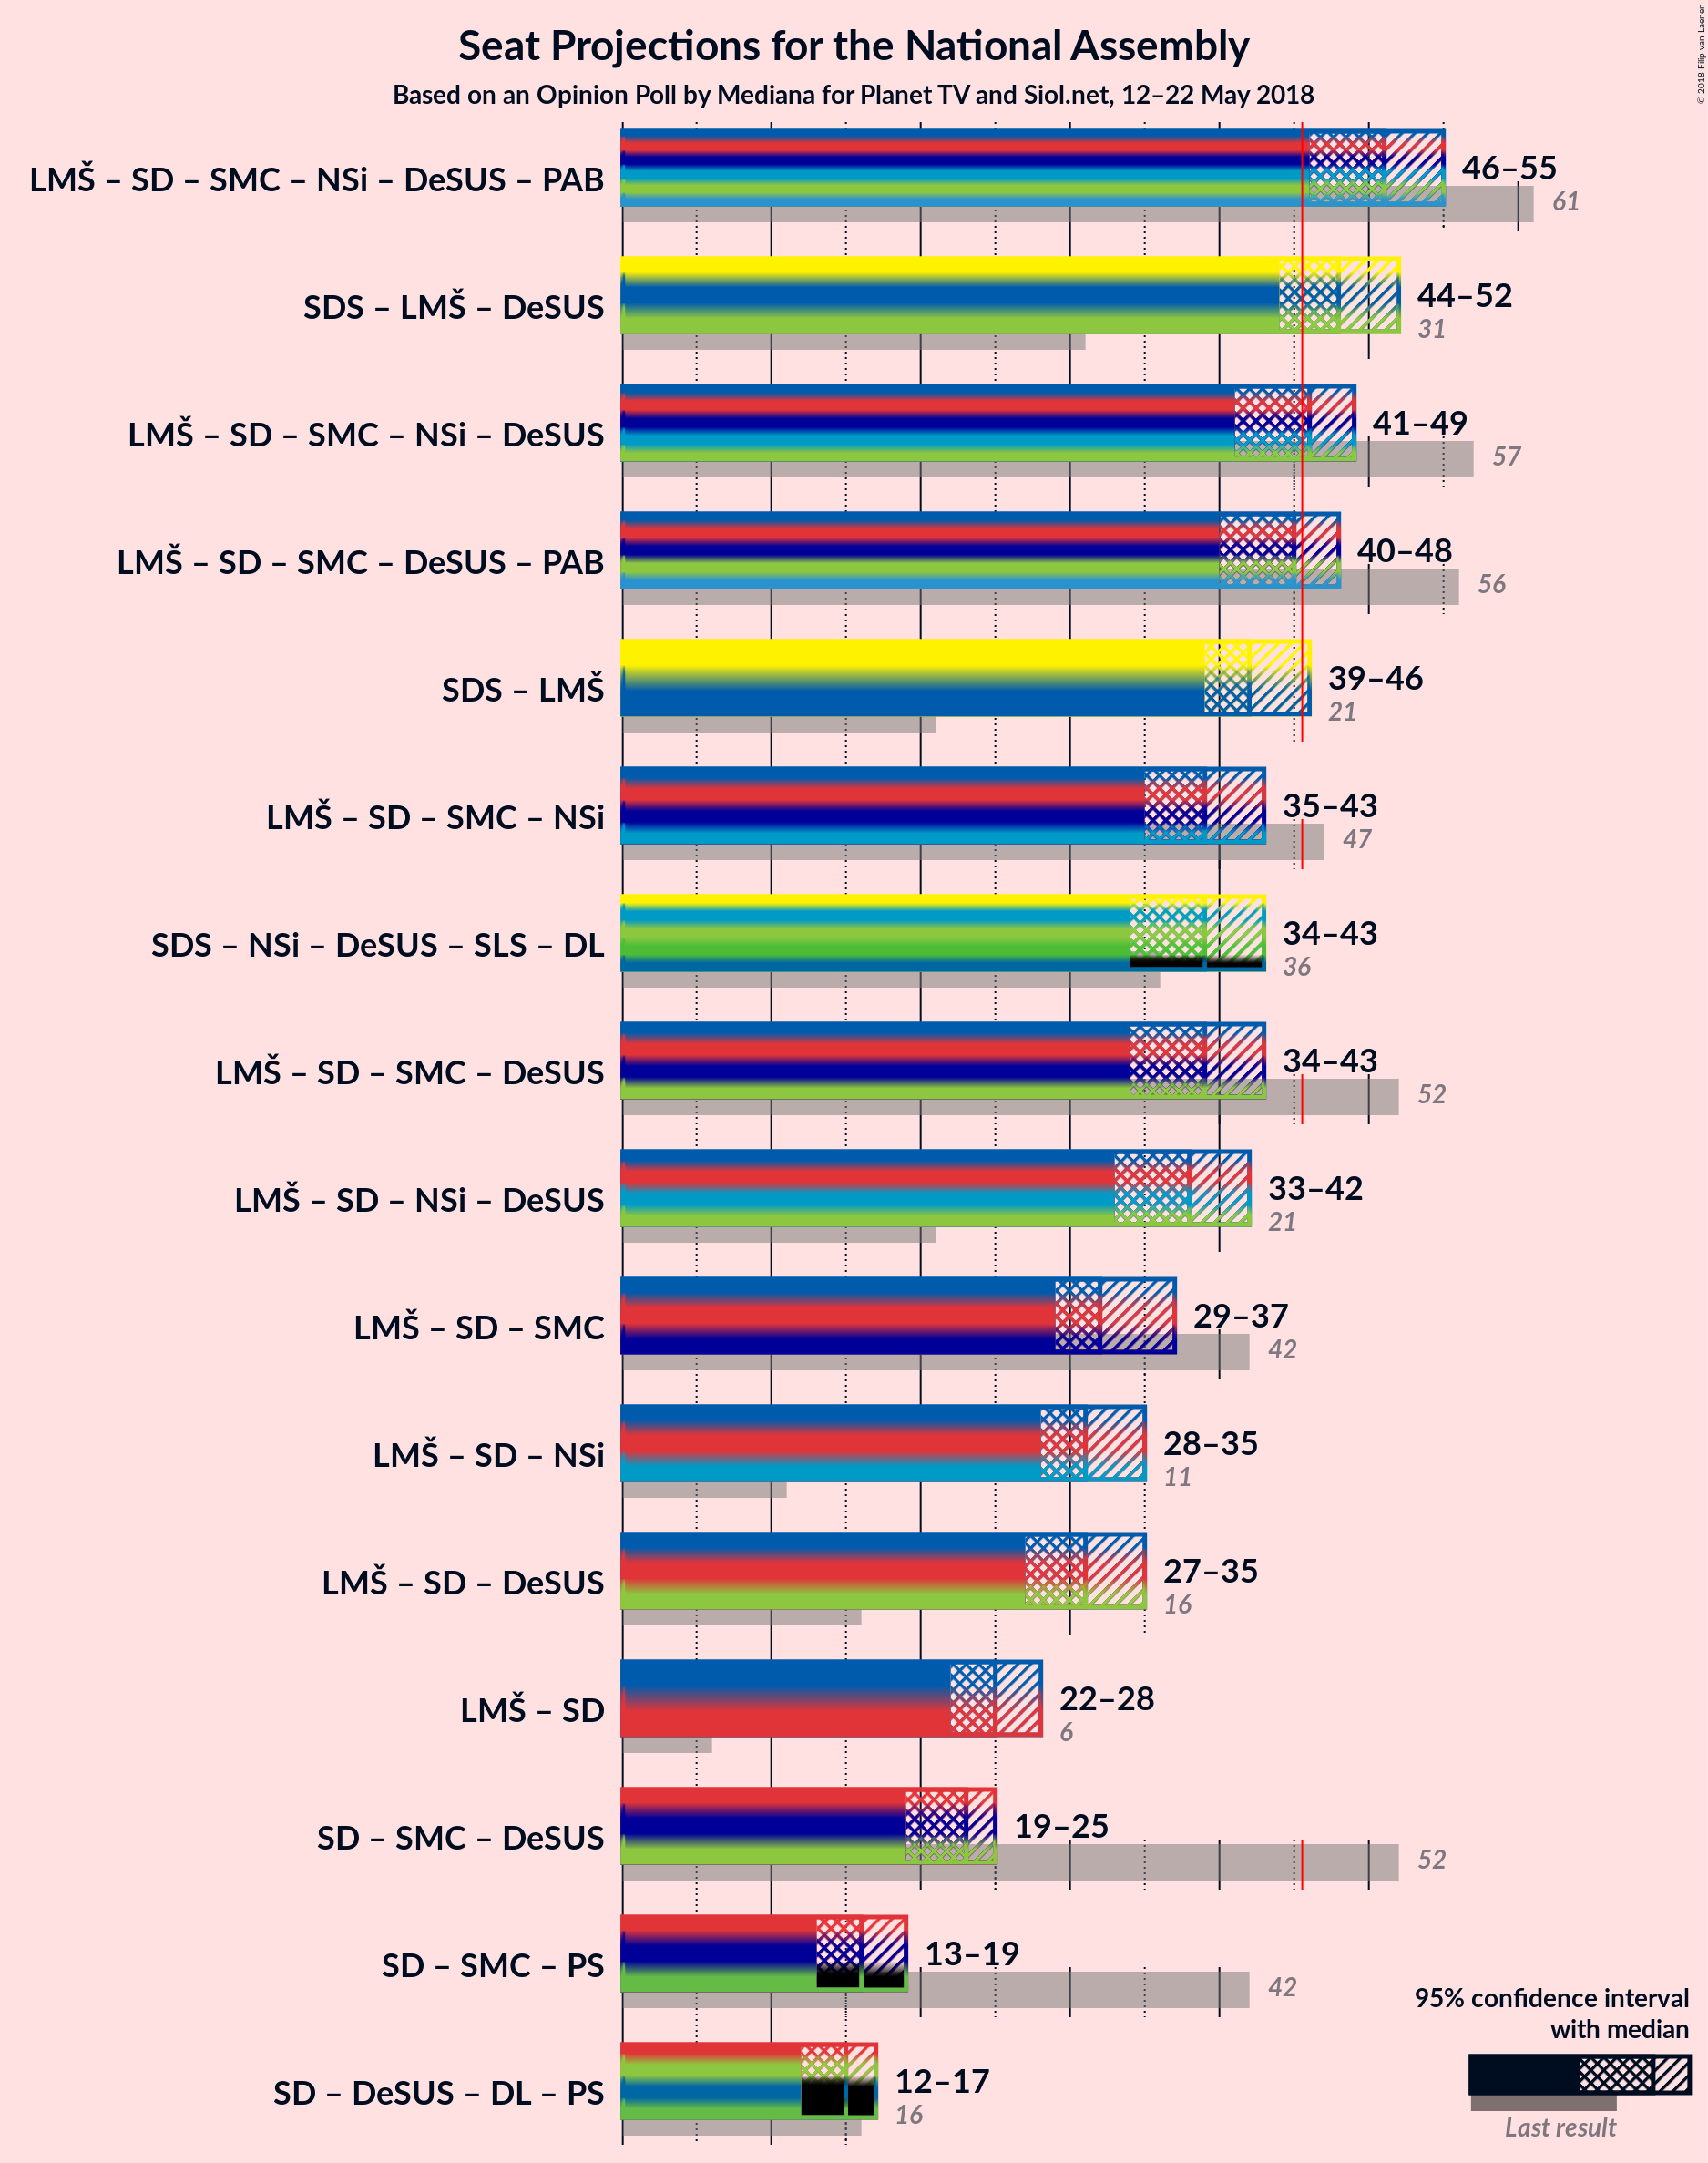 © 2018 Filip van Laenen
Seat Projections for the National Assembly
Based on an Opinion Poll by Mediana for Planet TV and Siol.net, 12–22 May 2018
LMŠ – SD – SMC – NSi – DeSUS – PAB
46–55
61
SDS – LMŠ – DeSUS
44–52
31
LMŠ – SD – SMC – NSi – DeSUS
41–49
57
LMŠ – SD – SMC – DeSUS – PAB
40–48
56
SDS – LMŠ
39–46
21
LMŠ – SD – SMC – NSi
35–43
47
SDS – NSi – DeSUS – SLS – DL
34–43
36
LMŠ – SD – SMC – DeSUS
34–43
52
LMŠ – SD – NSi – DeSUS
33–42
21
LMŠ – SD – SMC
29–37
42
LMŠ – SD – NSi
28–35
11
LMŠ – SD – DeSUS
27–35
16
LMŠ – SD
22–28
6
SD – SMC – DeSUS
19–25
52
SD – SMC – PS
13–19
42
SD – DeSUS – DL – PS
12–17
16
95% confidence interval
with median
Last result